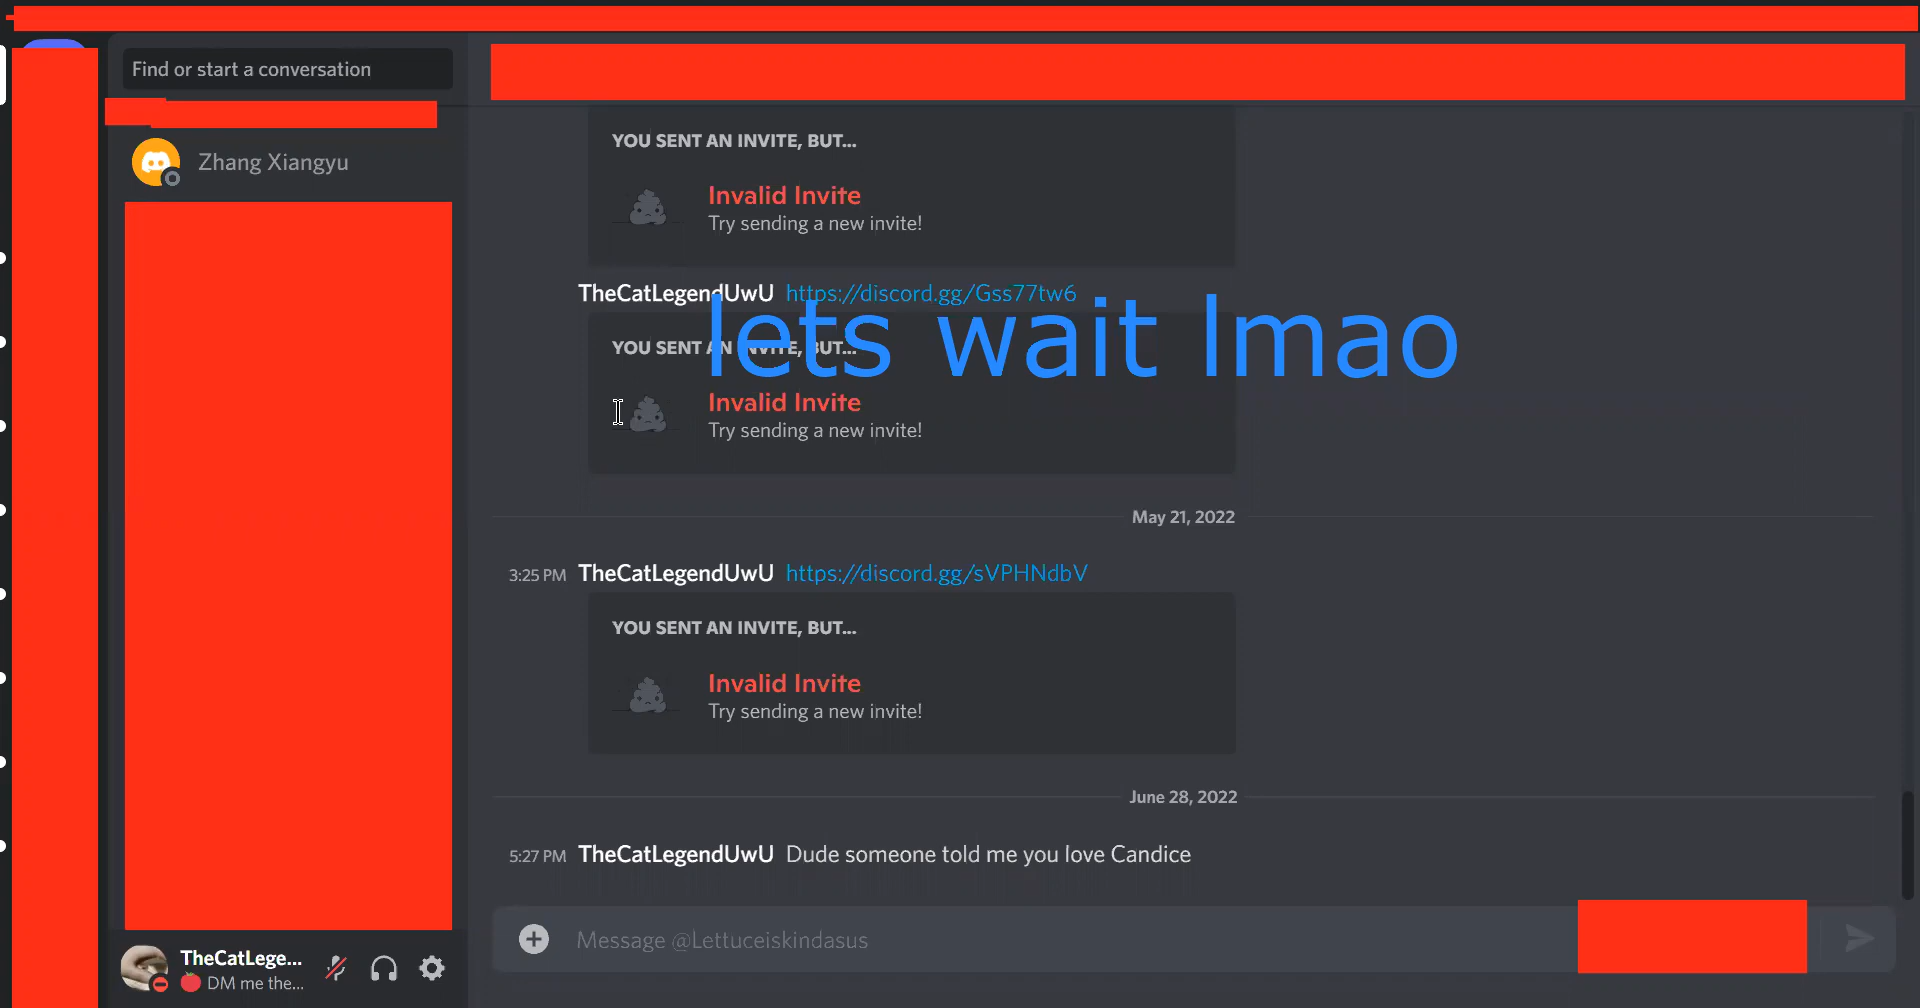 Find or start a conversation
Zhang Xiangyu
YOU SENT AN INVITE, BUT...
Invalid Invite
Try sending a new invite!
TheCatLegendUwU https://discord.gg/Gss77tw6
lets wait lmao
YOU SENT AN INVITE, BUT...
Invalid Invite
Try sending a new invite!
May 21, 2022
3:25 PM TheCatLegendUwU https://discord.gg/sVPHNdbV
YOU SENT AN INVITE, BUT...
Invalid Invite
Try sending a new invite!
June 28, 2022
5:27 PM TheCatLegendUwU Dude someone told me you love Candice
Message @Lettuceiskindasus
TheCatLege...
DM me the...